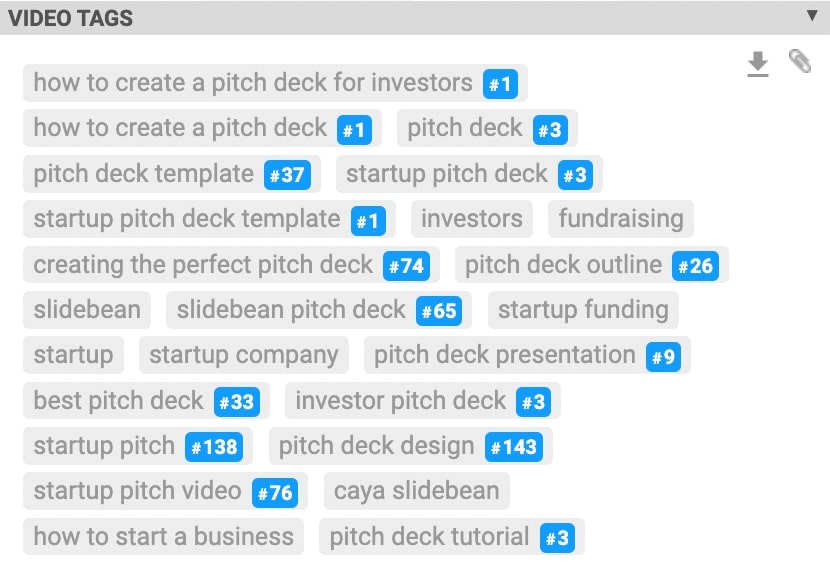 VIDEO TAGS
how to create a pitch deck for investors #1
how to create a pitch deck #1 pitch deck #3
pitch deck template #37 startup pitch deck #3
startup pitch deck template #1 investors fundraising
creating the perfect pitch deck #74 pitch deck outline #26
slidebean slidebean pitch deck #65 startup funding
startup startup company pitch deck presentation #9
best pitch deck #33 investor pitch deck #3
startup pitch #138 pitch deck design #143
startup pitch video #76 caya slidebean
how to start a business pitch deck tutorial #3